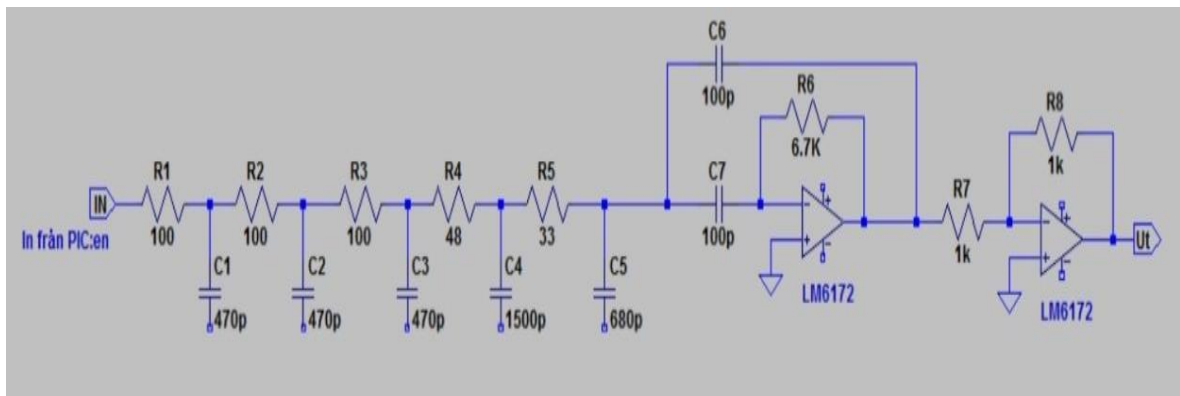 C6
100p
R6
6.7K
R8
1k
R1
R2
R3
R4
R5
C7
R7
IN
100
100
100
48
33
100p
1k
Ut
In från PIC:en
C1
C2
C3
C4
C5
LM6172
LM6172
470p
470p
470p
1500p
680p